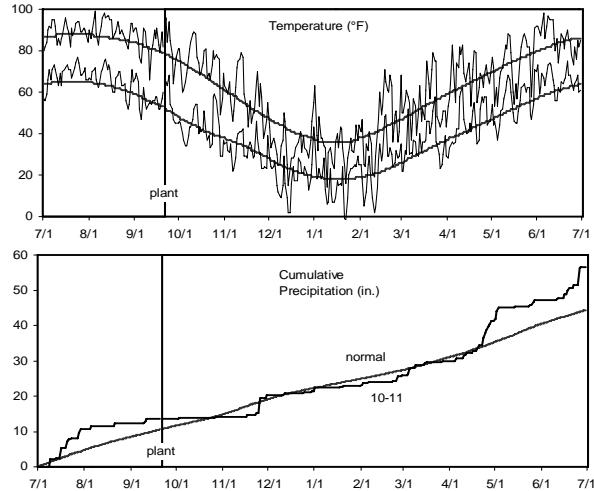 Temperature (°F)
100
80
60
40
20
0
plant
7/1 8/1 9/1 10/1 11/1 12/1 1/1 2/1 3/1 4/1 5/1 6/1 7/1
Cumulative
Precipitation (in.)
60
50
40
30
20
10
0
normal
10-11
plant
7/1 8/1 9/1 10/1 11/1 12/1 1/1 2/1 3/1 4/1 5/1 6/1 7/1